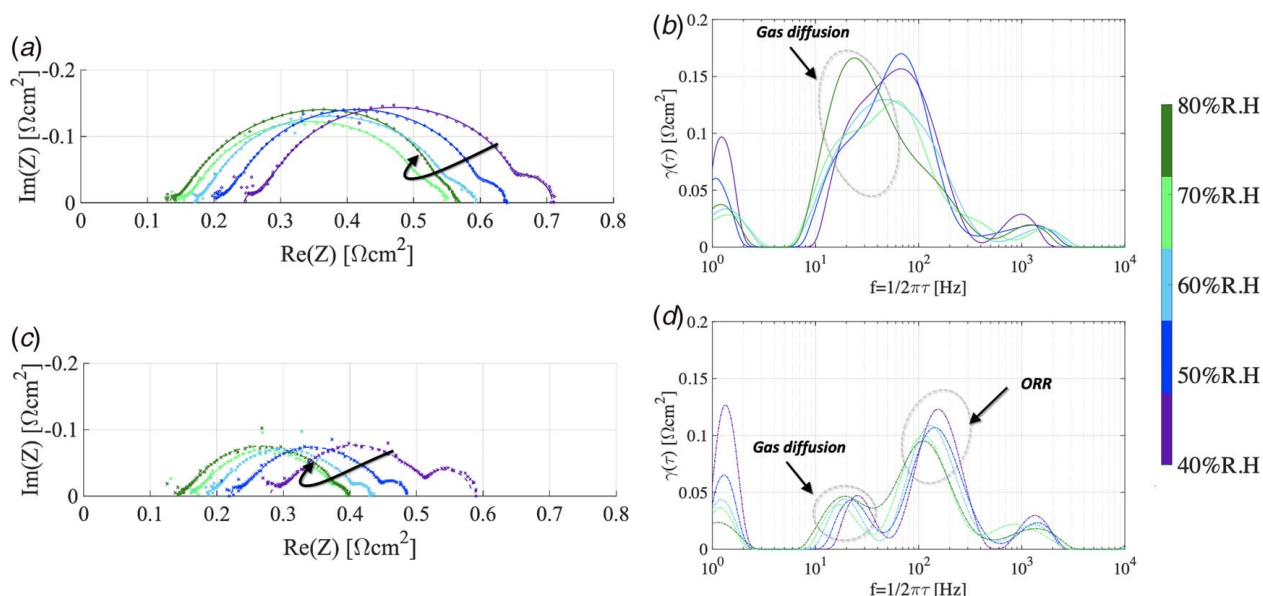 (a)
-0.2
-0.1
0
Im(Z) [Ωcm²]
0 0.1 0.2 0.3 0.4 0.5 0.6 0.7 0.8
Re(Z) [Ωcm²]
(b)
0.2
0.15
0.1
0.05
0
γ(τ) [Ωcm²]
Gas diffusion
10⁰ 10¹ 10² 10³ 10⁴
f=1/2πτ [Hz]
(c)
-0.2
-0.1
0
Im(Z) [Ωcm²]
0 0.1 0.2 0.3 0.4 0.5 0.6 0.7 0.8
Re(Z) [Ωcm²]
(d)
0.2
0.15
0.1
0.05
0
γ(τ) [Ωcm²]
Gas diffusion
ORR
10⁰ 10¹ 10² 10³ 10⁴
f=1/2πτ [Hz]
80%R.H
70%R.H
60%R.H
50%R.H
40%R.H